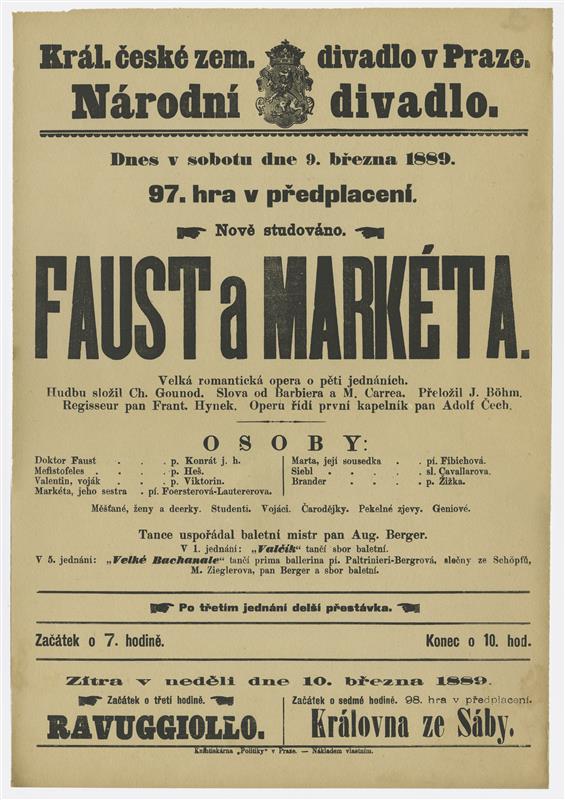 Král. české zem. divadlo v Praze.
Národní divadlo.
Dnes v sobotu dne 9. března 1889.
97. hra v předplacení.
Nově studováno.
FAUST a MARKÉTA.
Velká romantická opera o pěti jednáních.
Hudbu složil Ch. Gounod. Slova od Barbiera a M. Carrea. Přeložil J. Böhm.
Regisseur pan Frant. Hynek. Operu řídí první kapelník pan Adolf Čech.
OSOBY:
Doktor Faust . . . p. Konrát j. h.
Mefistofeles . . . . p. Heš.
Valentin, voják . . . p. Viktorin.
Markéta, jeho sestra . pí. Foersterová-Lautererova.
Marta, její sousedka . . pí. Fibichová.
Siebl . . . . . sl. Cavallarova.
Brander . . . . p. Žižka.
Měšťané, ženy a dcerky. Studenti. Vojáci. Čarodějky. Pekelné zjevy. Geniové.
Tance uspořádal baletní mistr pan Aug. Berger.
V 1. jednání: „Valčík“ tančí sbor baletní.
V 5. jednání: „Velké Bachanale“ tančí prima ballerina pí. Paltrinieri-Bergrová, slečny ze Schöpfů,
M. Zieglerova, pan Berger a sbor baletní.
Po třetím jednání delší přestávka.
Začátek o 7. hodině. Konec o 10. hod.
Zítra v neděli dne 10. března 1889.
Začátek o třetí hodině.
RAVUGGIOLLO.
Začátek o sedmé hodině. 98. hra v předplacení.
Královna ze Sáby.
Knihtiskárna „Politiky“ v Praze. — Nákladem vlastním.